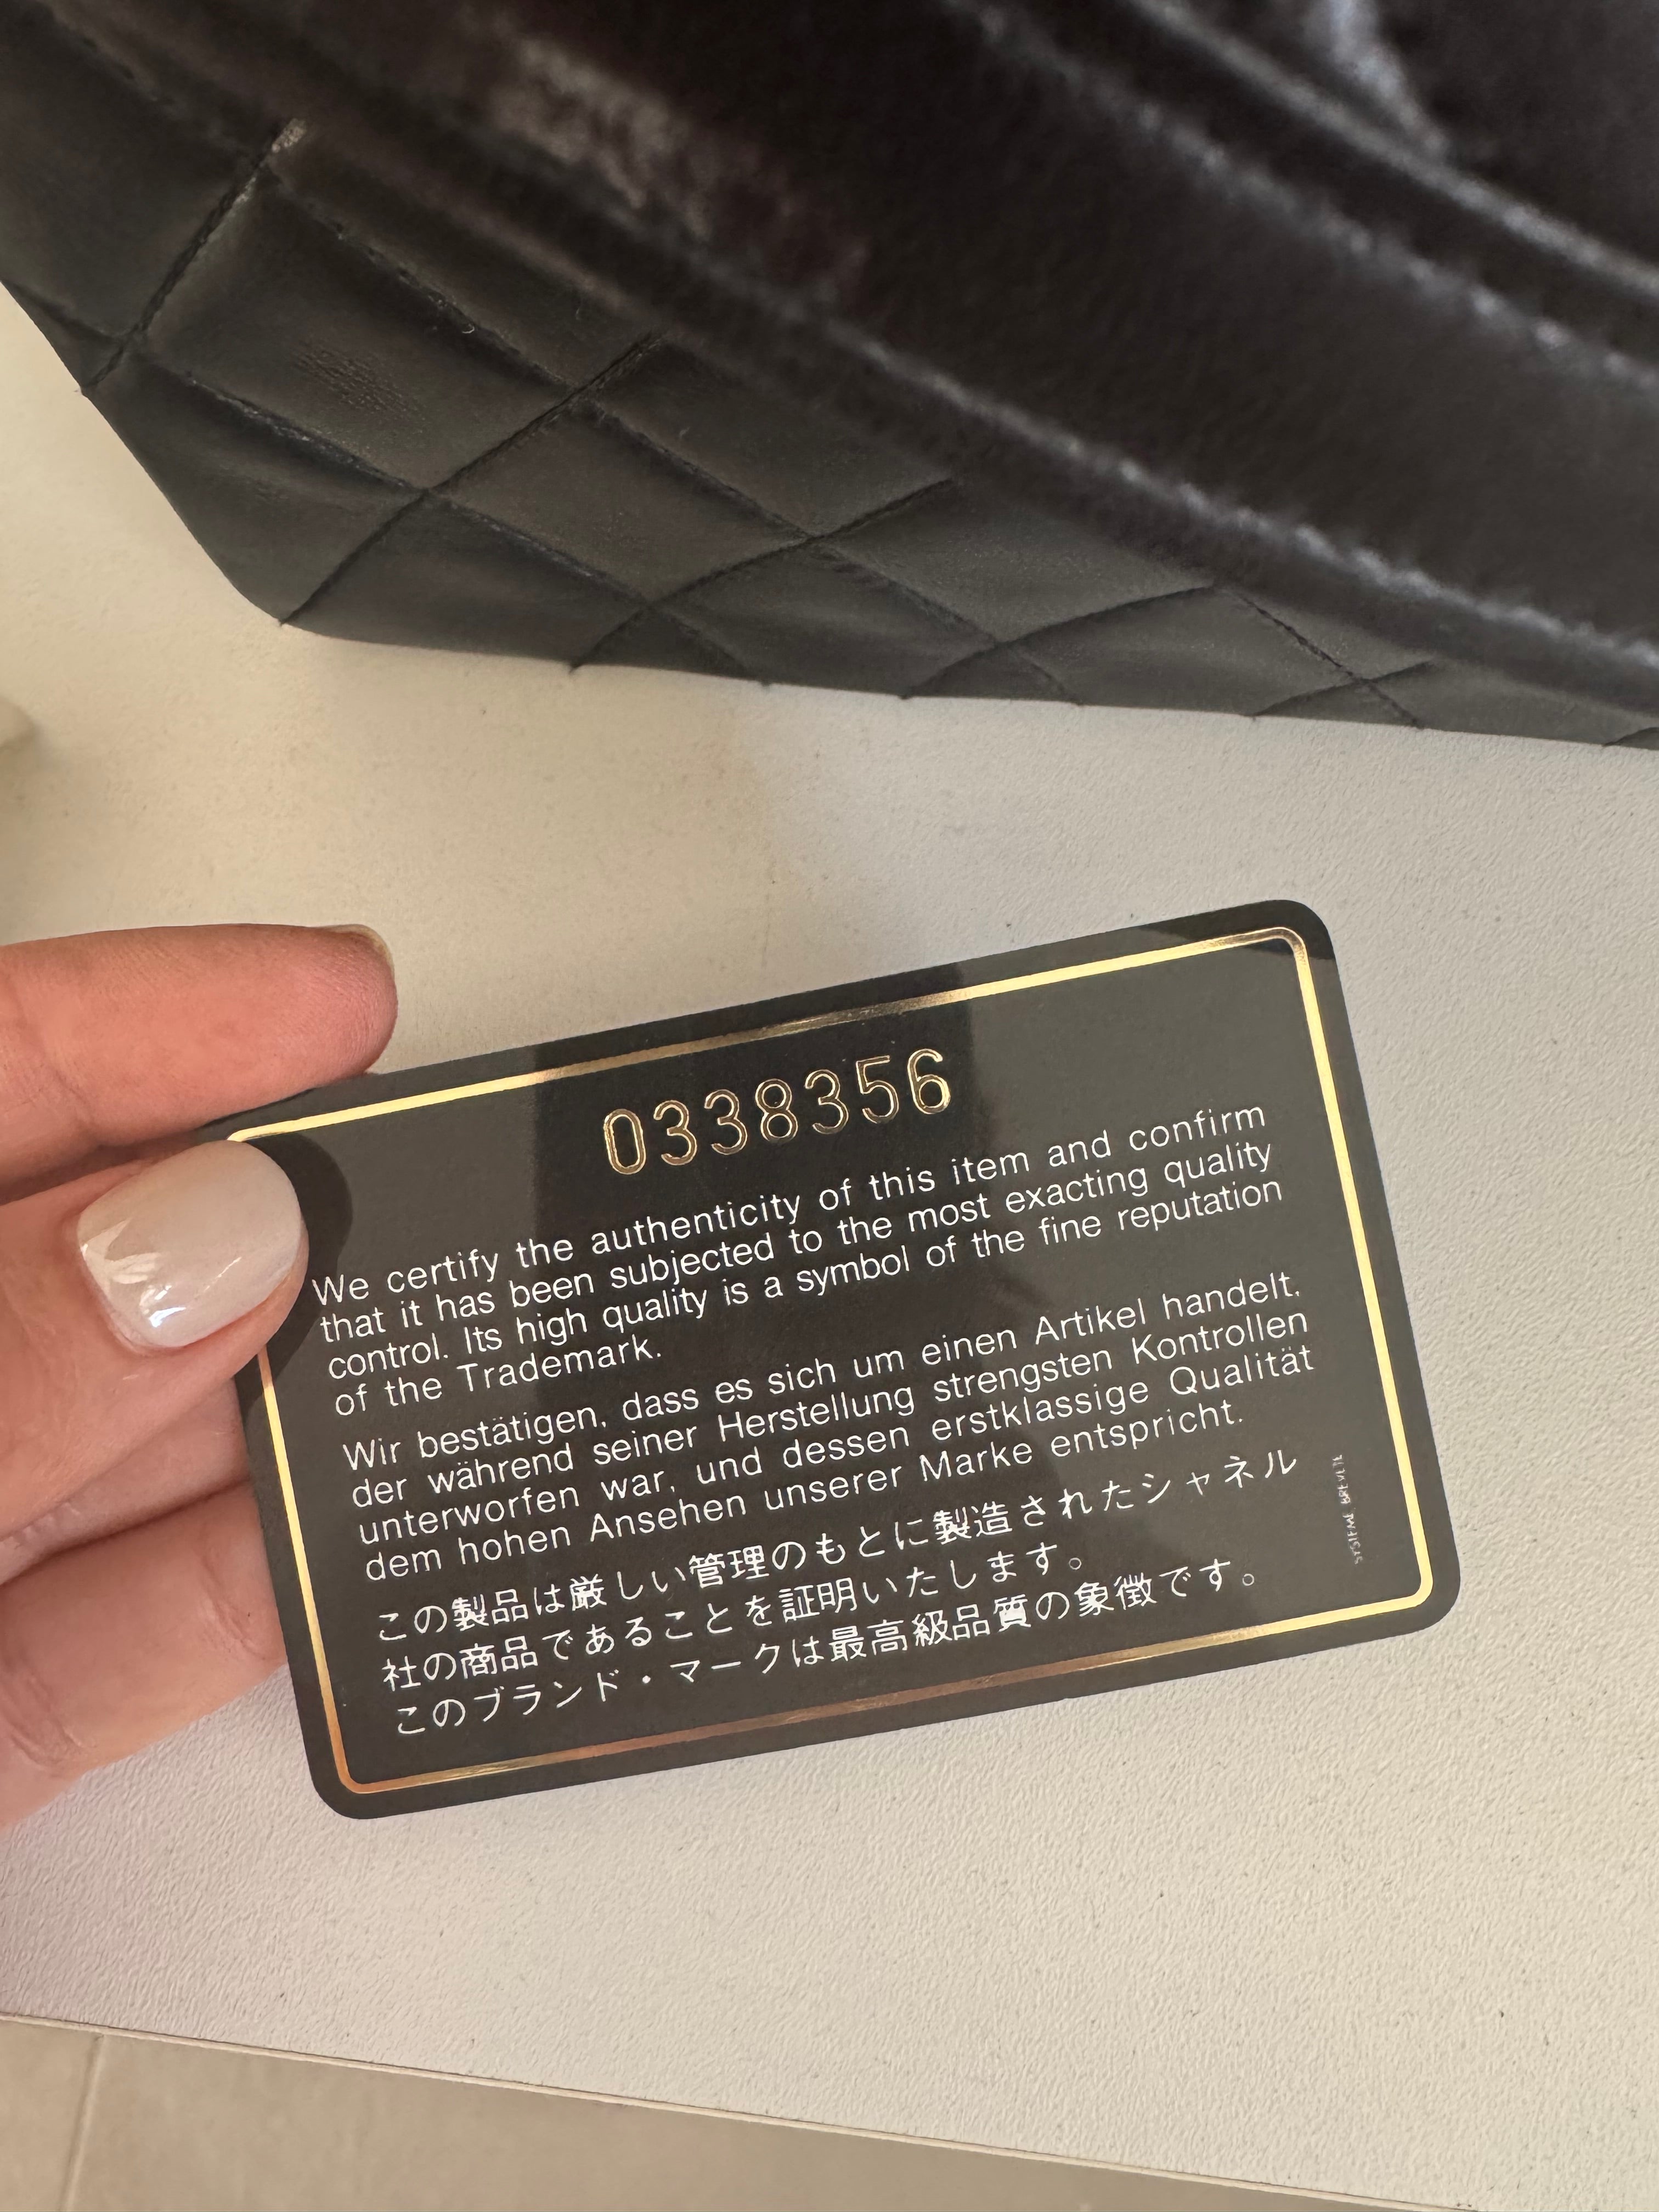 0338356
We certify the authenticity of this item and confirm
that it has been subjected to the most exacting quality
control. Its high quality is a symbol of the fine reputation
of the Trademark.
Wir bestätigen, dass es sich um einen Artikel handelt,
der während seiner Herstellung strengsten Kontrollen
unterworfen war, und dessen erstklassige Qualität
dem hohen Ansehen unserer Marke entspricht.
この製品は厳しい管理のもとに製造されたシャネル
社の商品であることを証明いたします。
このブランド・マークは最高級品質の象徴です。
SYSTEME BREVETE